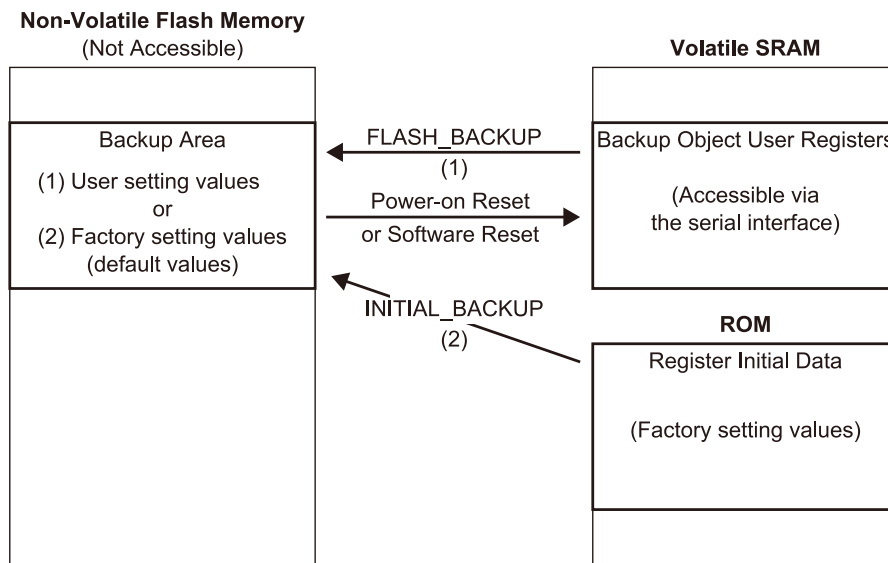 Non-Volatile Flash Memory
(Not Accessible)
Volatile SRAM
Backup Area
(1) User setting values
or
(2) Factory setting values
(default values)
FLASH_BACKUP
(1)
Power-on Reset
or Software Reset
INITIAL_BACKUP
(2)
Backup Object User Registers
(Accessible via
the serial interface)
ROM
Register Initial Data
(Factory setting values)